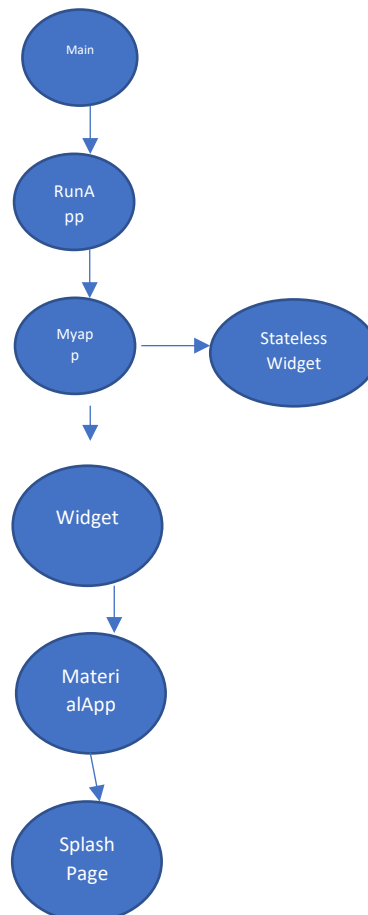 Main
RunA
pp
Myap
p
Stateless
Widget
Widget
Materi
alApp
Splash
Page